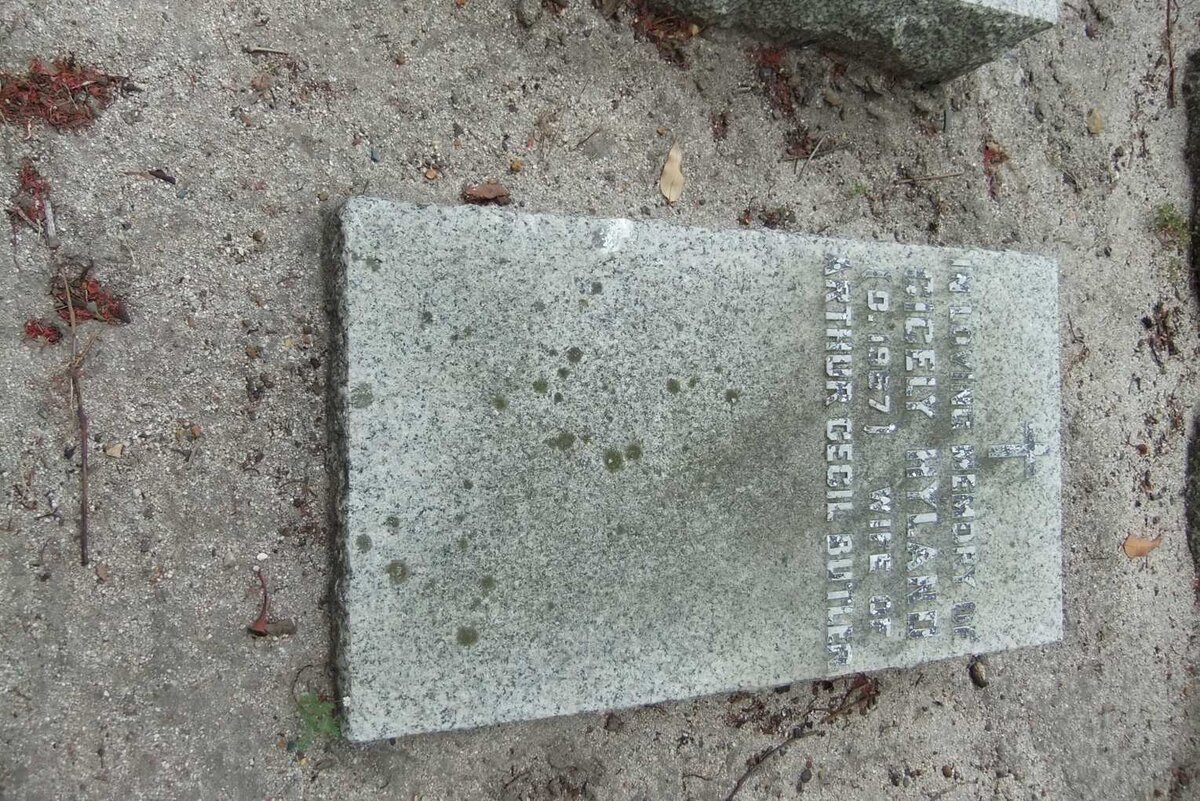 IN LOVING MEMORY OF
CICELY HYLAND
(D. 1957) WIFE OF
ARTHUR CECIL BUTLER